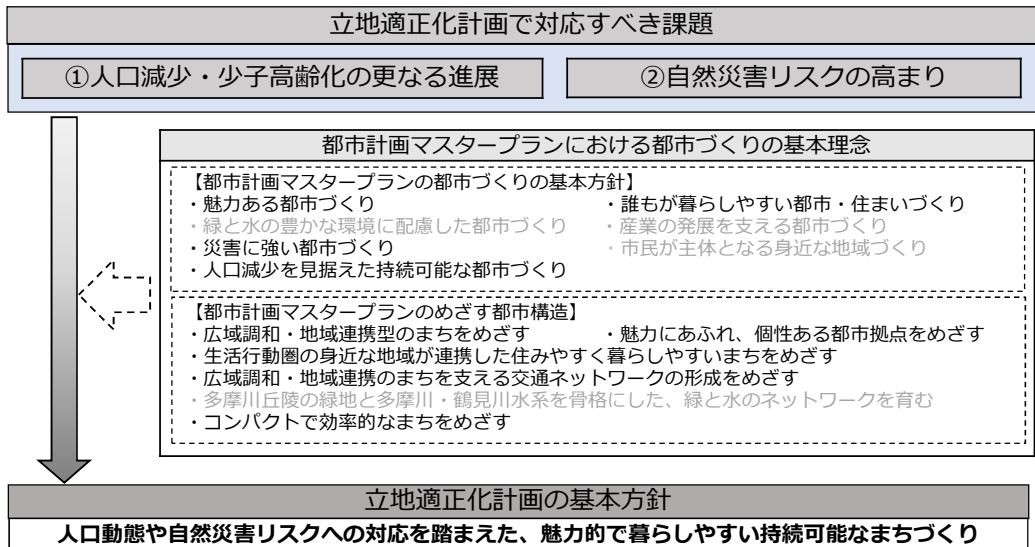 立地適正化計画で対応すべき課題
①人口減少・少子高齢化の更なる進展
②自然災害リスクの高まり
都市計画マスタープランにおける都市づくりの基本理念
【都市計画マスタープランの都市づくりの基本方針】
・魅力ある都市づくり ・誰もが暮らしやすい都市・住まいづくり
・緑と水の豊かな環境に配慮した都市づくり ・産業の発展を支える都市づくり
・災害に強い都市づくり ・市民が主体となる身近な地域づくり
・人口減少を見据えた持続可能な都市づくり
【都市計画マスタープランのめざす都市構造】
・広域調和・地域連携型のまちをめざす ・魅力にあふれ、個性ある都市拠点をめざす
・生活行動圏の身近な地域が連携した住みやすく暮らしやすいまちをめざす
・広域調和・地域連携のまちを支える交通ネットワークの形成をめざす
・多摩川丘陵の緑地と多摩川・鶴見川水系を骨格にした、緑と水のネットワークを育む
・コンパクトで効率的なまちをめざす
立地適正化計画の基本方針
人口動態や自然災害リスクへの対応を踏まえた、魅力的で暮らしやすい持続可能なまちづくり